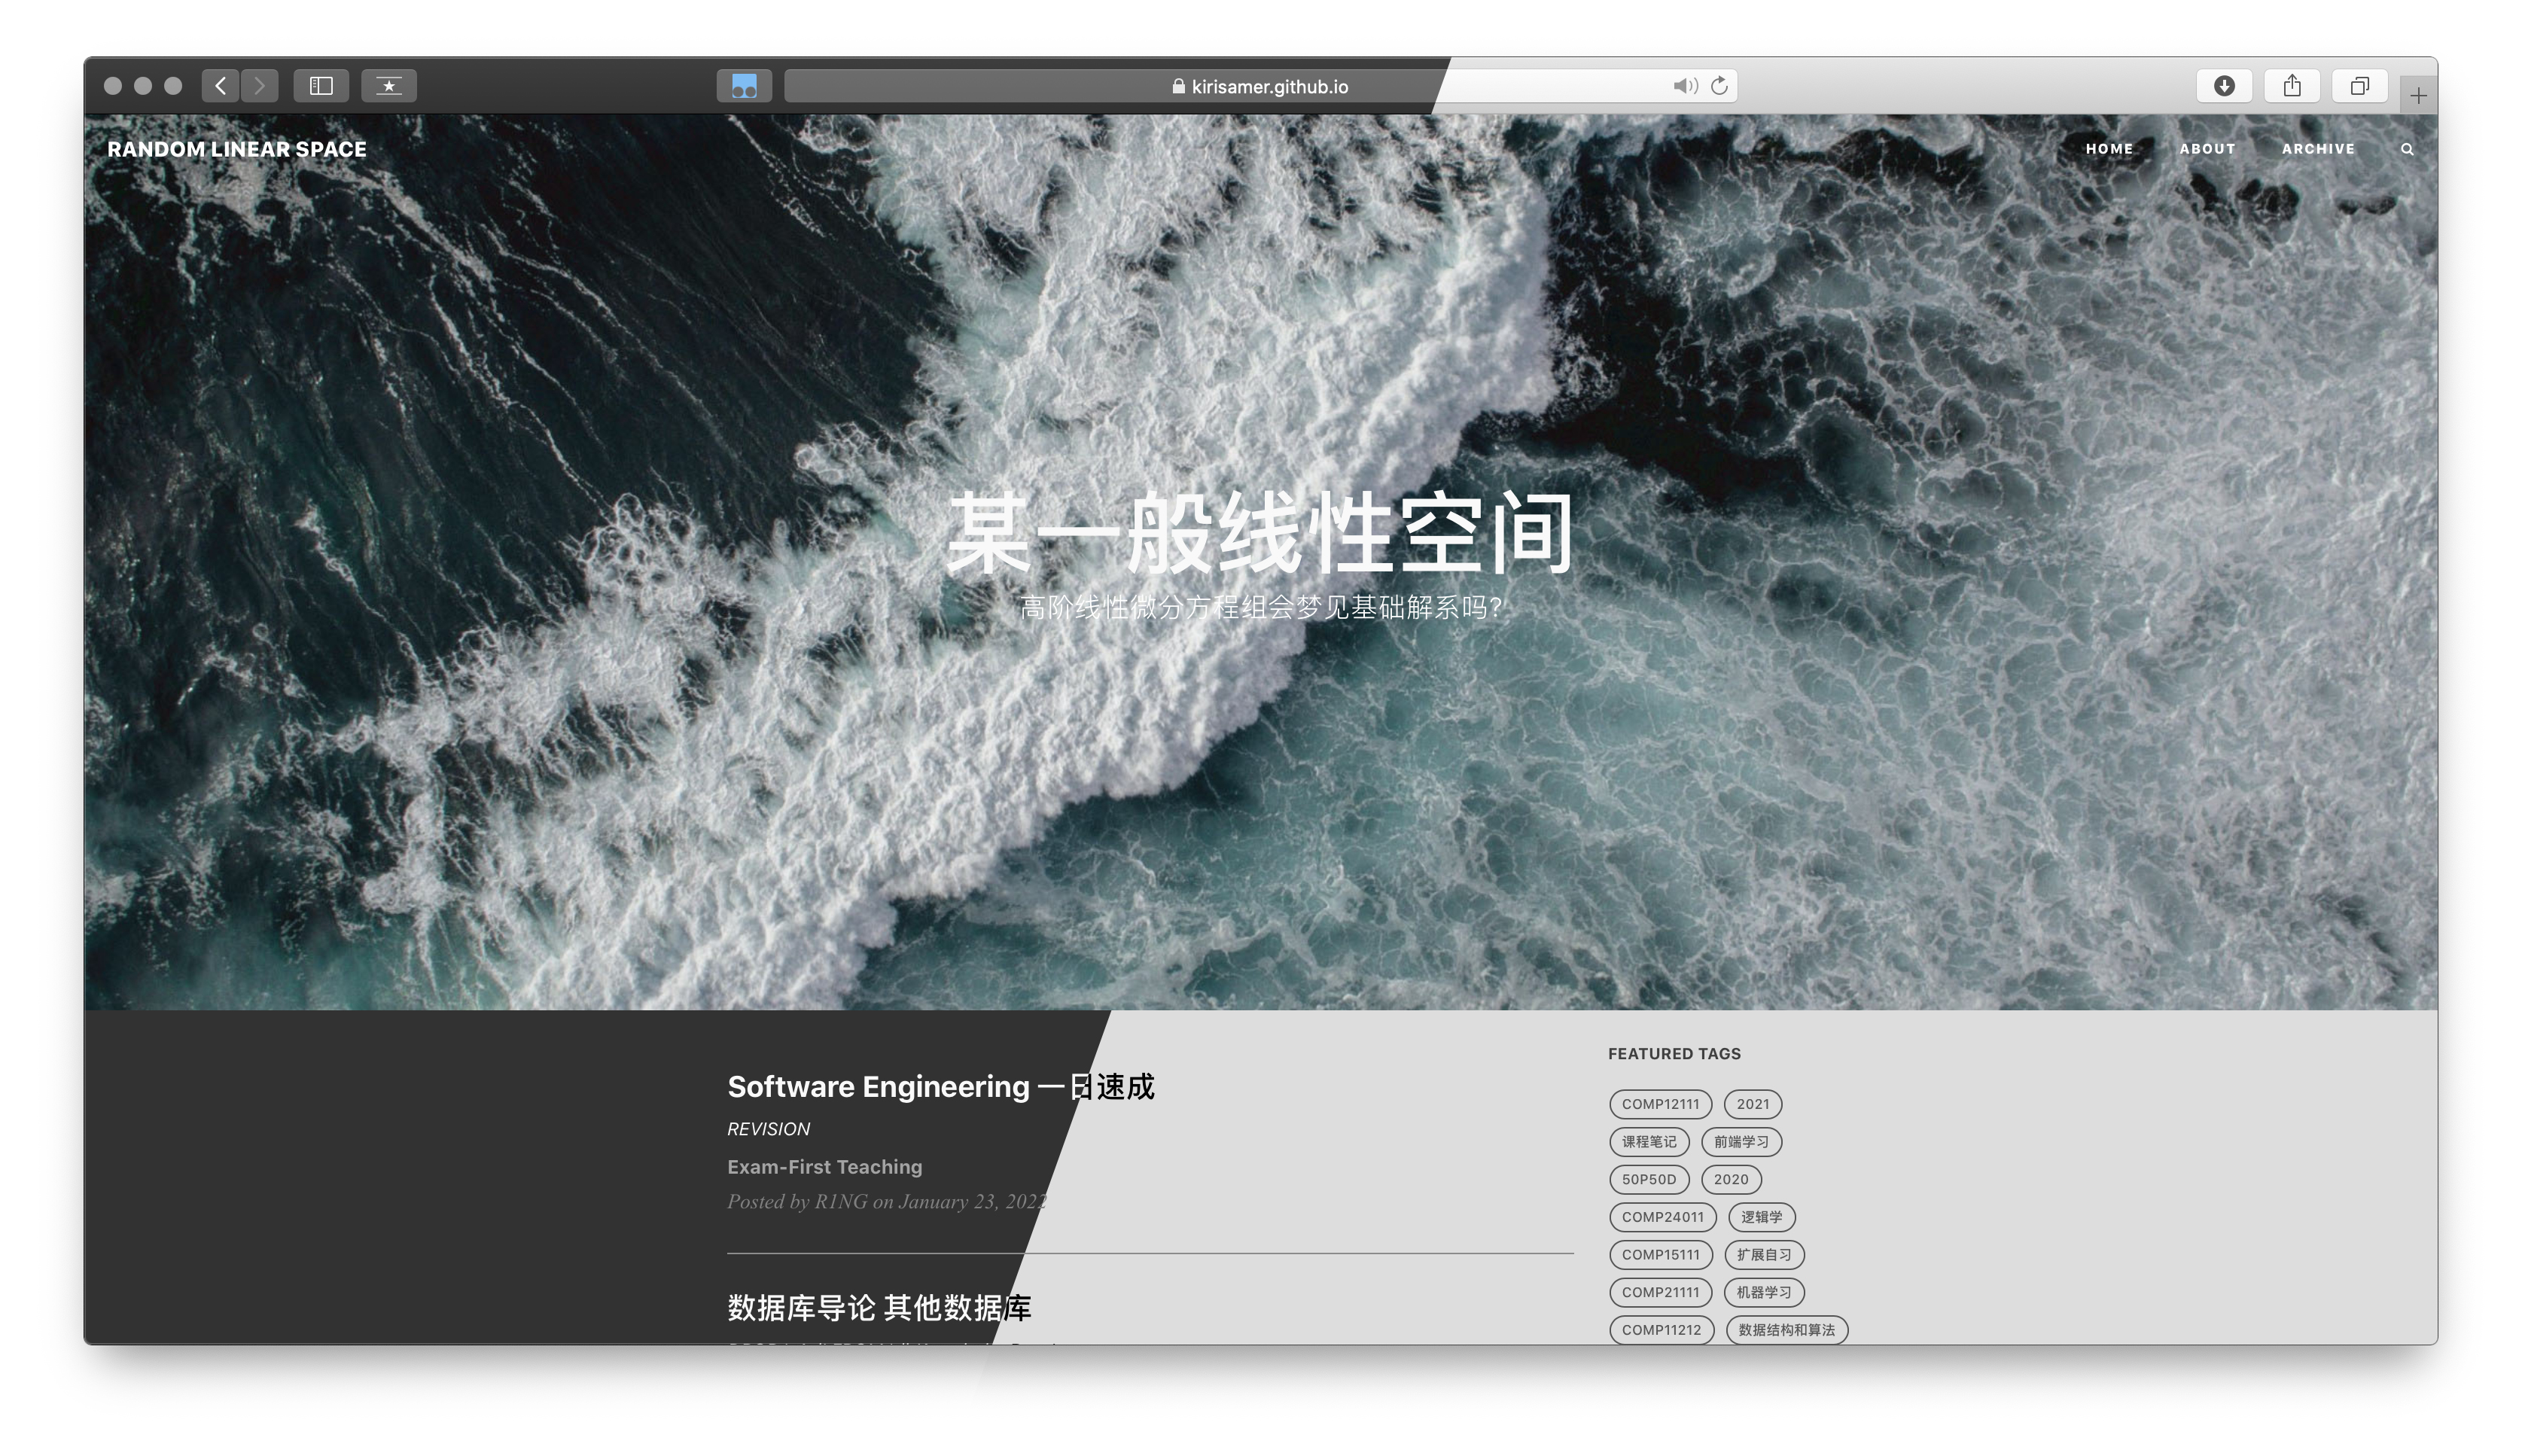 kirisamer.github.io
RANDOM LINEAR SPACE
HOME ABOUT ARCHIVE
某一般线性空间
高阶线性微分方程组会梦见基础解系吗?
Software Engineering 一日速成
REVISION
Exam-First Teaching
Posted by R1NG on January 23, 2022
数据库导论 其他数据库
FEATURED TAGS
COMP12111 2021
课程笔记 前端学习
50P50D 2020
COMP24011 逻辑学
COMP15111 扩展自习
COMP21111 机器学习
COMP11212 数据结构和算法